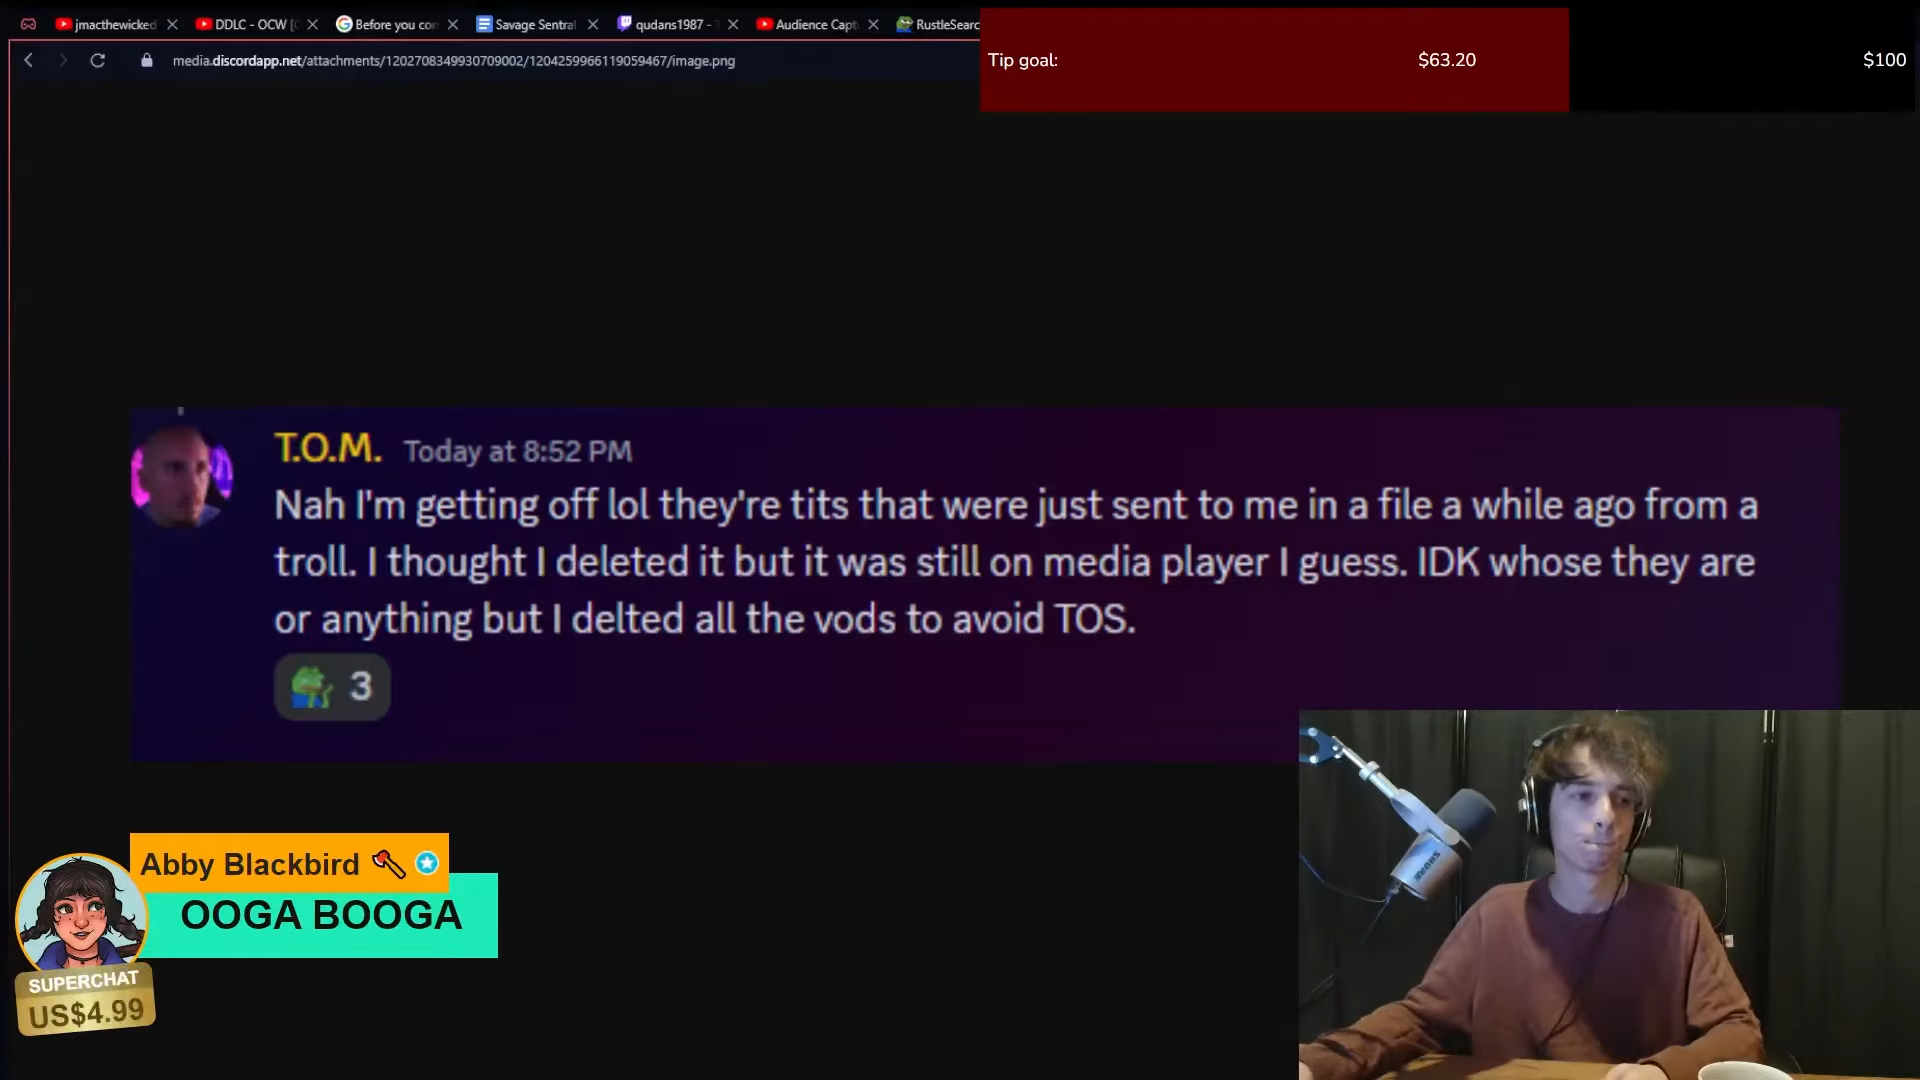 jmacthewicked
DDLC - OCW [
Before you con
Savage Sentra
qudans1987 -
Audience Capt
RustleSearc
media.discordapp.net/attachments/1202708349930709002/1204259966119059467/image.png
Tip goal: $63.20 $100
T.O.M. Today at 8:52 PM
Nah I'm getting off lol they're tits that were just sent to me in a file a while ago from a
troll. I thought I deleted it but it was still on media player I guess. IDK whose they are
or anything but I delted all the vods to avoid TOS.
3
Abby Blackbird
OOGA BOOGA
SUPERCHAT
US$4.99
SHURE